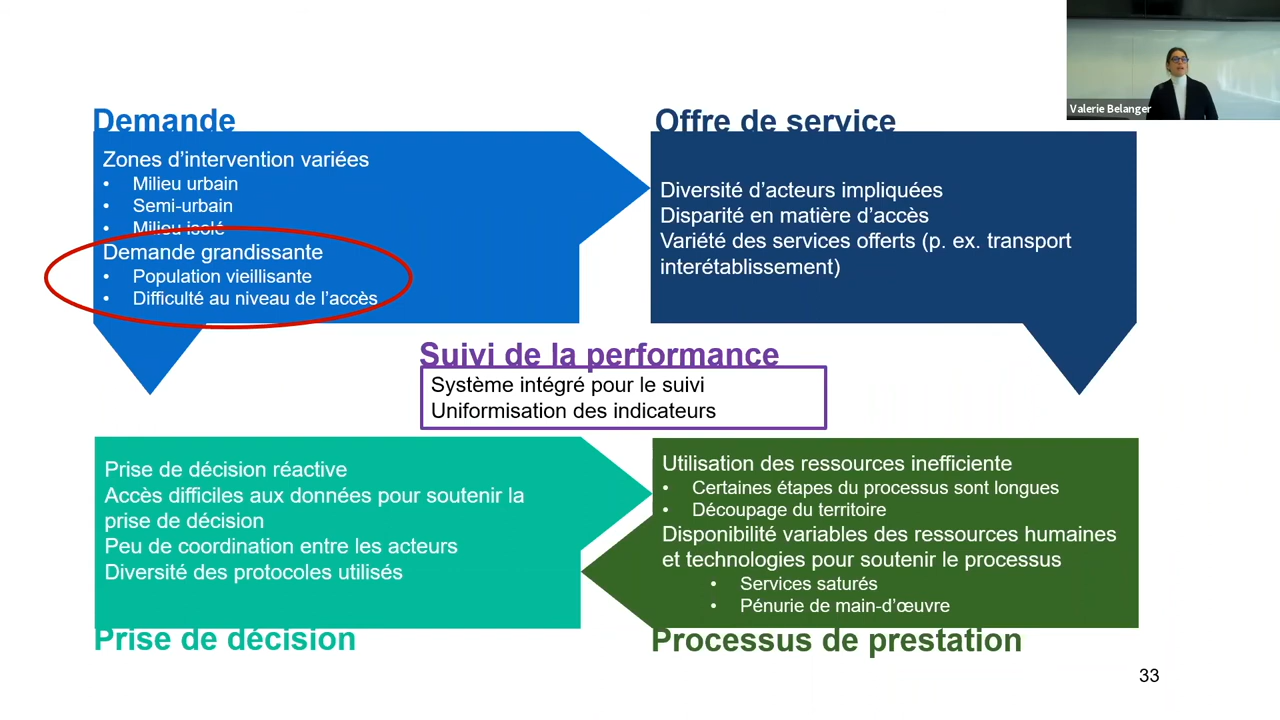 Valerie Belanger
Demande
Zones d’intervention variées
• Milieu urbain
• Semi-urbain
• Milieu isolé
Demande grandissante
• Population vieillisante
• Difficulté au niveau de l’accès
Offre de service
Diversité d’acteurs impliquées
Disparité en matière d’accès
Variété des services offerts (p. ex. transport
interétablissement)
Suivi de la performance
Système intégré pour le suivi
Uniformisation des indicateurs
Prise de décision réactive
Accès difficiles aux données pour soutenir la
prise de décision
Peu de coordination entre les acteurs
Diversité des protocoles utilisés
Prise de décision
Utilisation des ressources inefficiente
• Certaines étapes du processus sont longues
• Découpage du territoire
Disponibilité variables des ressources humaines
et technologies pour soutenir le processus
• Services saturés
• Pénurie de main-d’œuvre
Processus de prestation
33